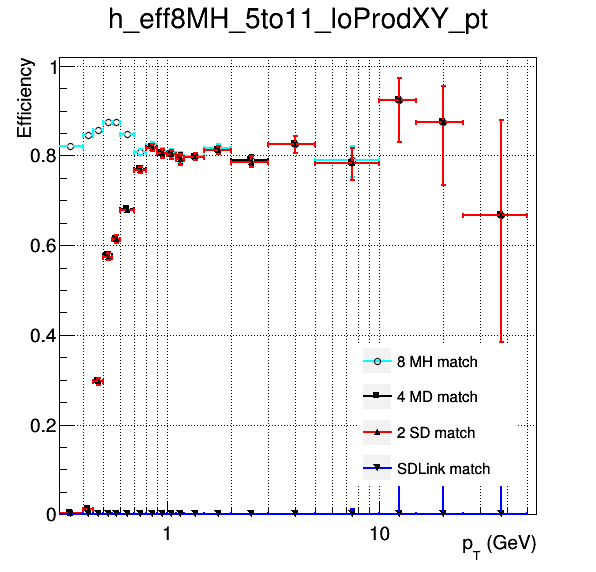 h_eff8MH_5to11_loProdXY_pt
Efficiency
1
0.8
0.6
0.4
0.2
0
8 MH match
4 MD match
2 SD match
SDLink match
1
10
p_T (GeV)